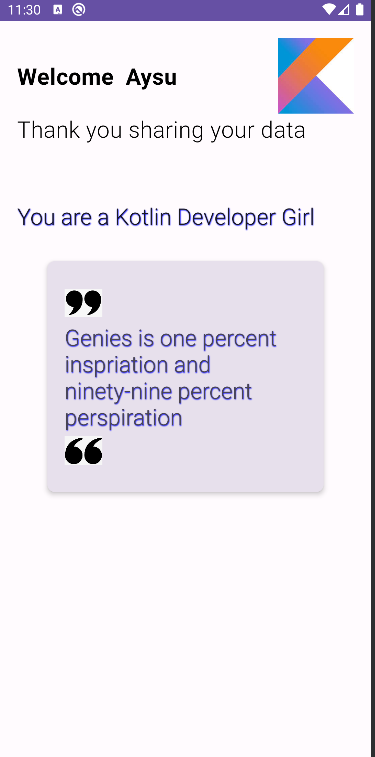 11:30
Welcome  Aysu
Thank you sharing your data
You are a Kotlin Developer Girl
❞
Genies is one percent
inspriation and
ninety-nine percent
perspiration
❝